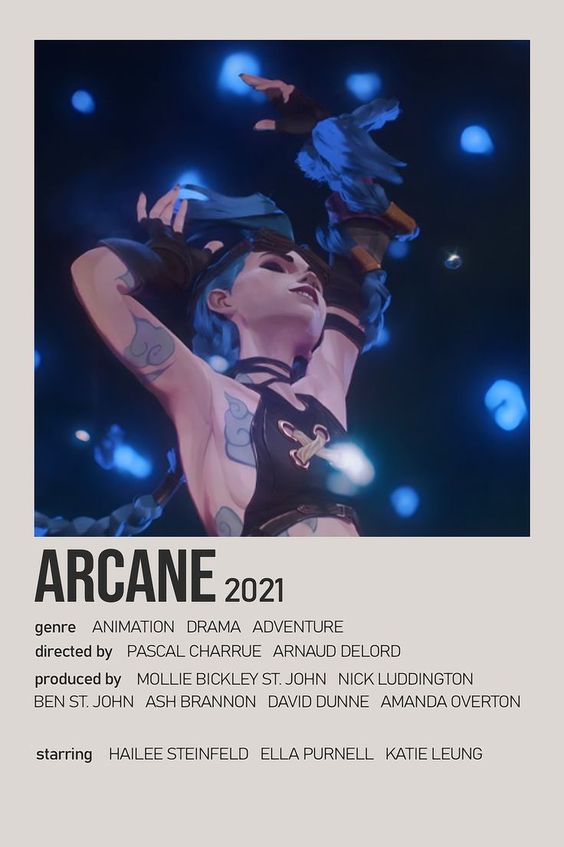 ARCANE 2021
genre ANIMATION DRAMA ADVENTURE
directed by PASCAL CHARRUE ARNAUD DELORD
produced by MOLLIE BICKLEY ST. JOHN NICK LUDDINGTON
BEN ST. JOHN ASH BRANNON DAVID DUNNE AMANDA OVERTON
starring HAILEE STEINFELD ELLA PURNELL KATIE LEUNG